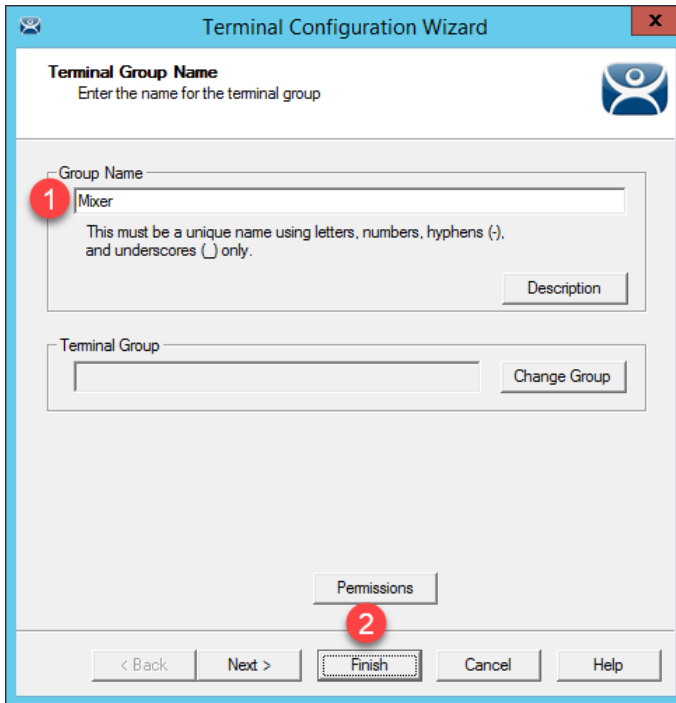 Terminal Configuration Wizard
x
Terminal Group Name
Enter the name for the terminal group
Group Name
1
Mixer
This must be a unique name using letters, numbers, hyphens (-),
and underscores (_) only.
Description
Terminal Group
Change Group
Permissions
2
< Back
Next >
Finish
Cancel
Help